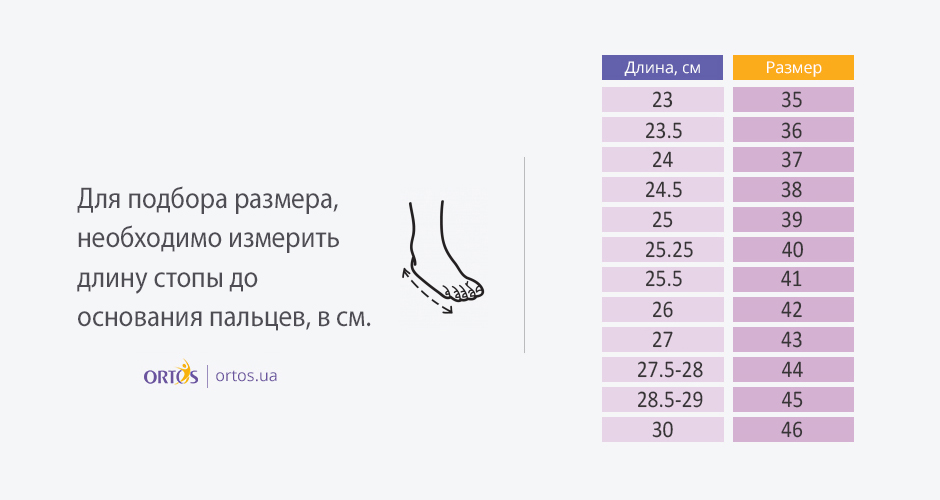 Для подбора размера,
необходимо измерить
длину стопы до
основания пальцев, в см.
ORTOS | ortos.ua
Длина, см Размер
23 35
23.5 36
24 37
24.5 38
25 39
25.25 40
25.5 41
26 42
27 43
27.5-28 44
28.5-29 45
30 46